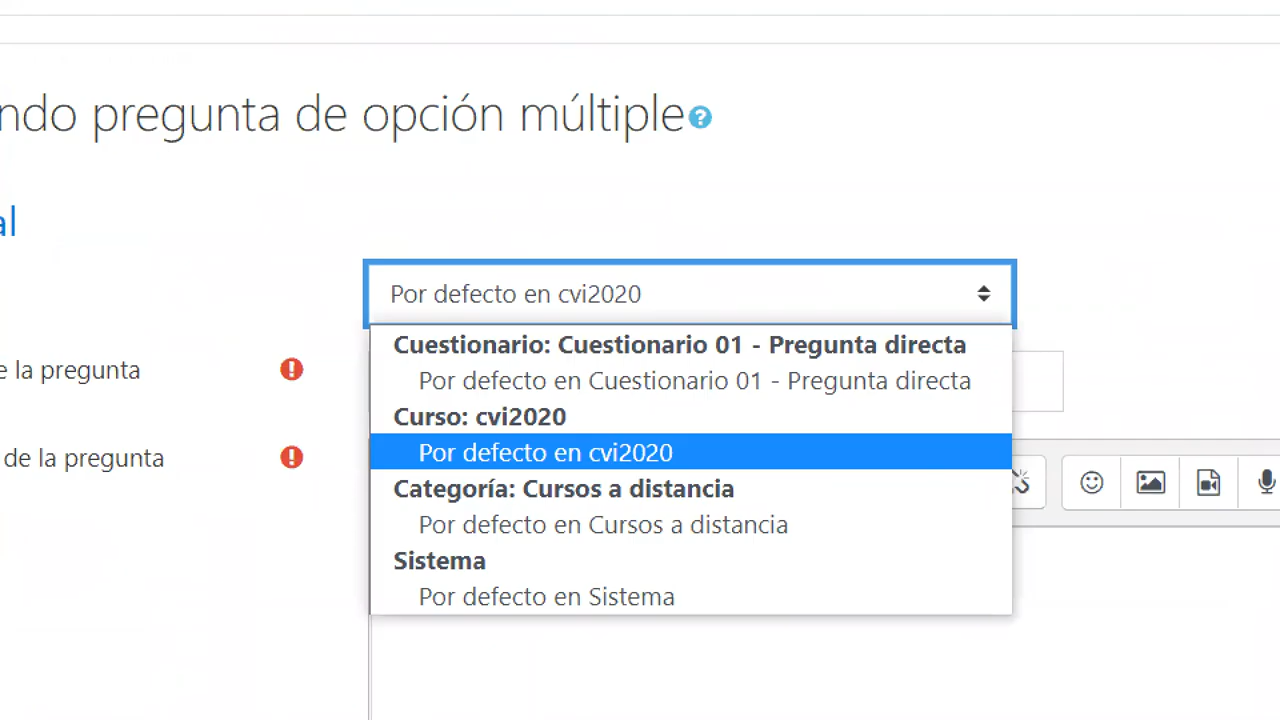 ndo pregunta de opción múltiple
al
Por defecto en cvi2020
Cuestionario: Cuestionario 01 - Pregunta directa
Por defecto en Cuestionario 01 - Pregunta directa
Curso: cvi2020
Por defecto en cvi2020
Categoría: Cursos a distancia
Por defecto en Cursos a distancia
Sistema
Por defecto en Sistema
e la pregunta
de la pregunta